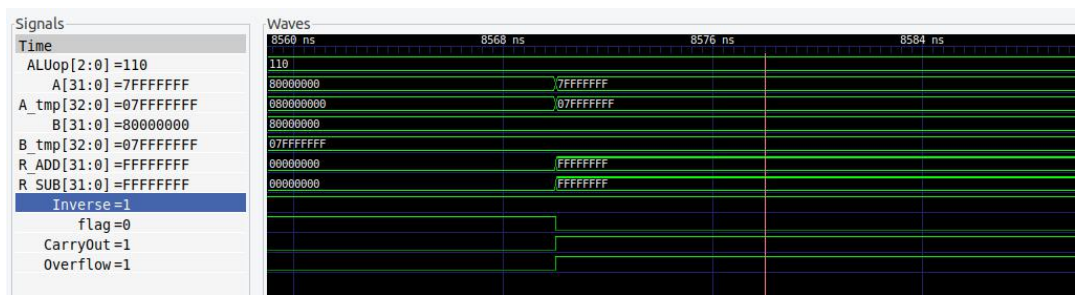 Signals
Waves
Time
8560 ns 8568 ns 8576 ns 8584 ns
ALUop[2:0] =110
110
A[31:0] =7FFFFFFF
80000000 7FFFFFFF
A_tmp[32:0] =07FFFFFFF
080000000 07FFFFFFF
B[31:0] =80000000
80000000
B_tmp[32:0] =07FFFFFFF
07FFFFFFF
R_ADD[31:0] =FFFFFFFF
00000000 FFFFFFFF
R_SUB[31:0] =FFFFFFFF
00000000 FFFFFFFF
Inverse =1
flag =0
CarryOut =1
Overflow =1